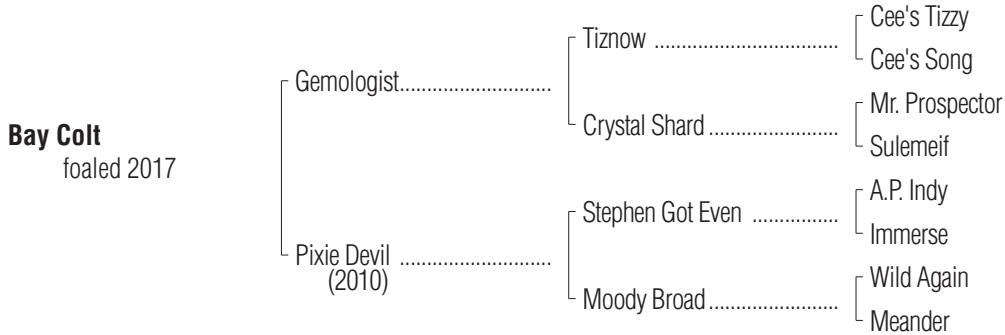 Cee's Tizzy
Tiznow ..................................
Cee's Song
Gemologist............................
Mr. Prospector
Crystal Shard ........................
Sulemeif
Bay Colt
foaled 2017
A.P. Indy
Stephen Got Even ................
Immerse
Pixie Devil ............................
(2010)
Wild Again
Moody Broad........................
Meander